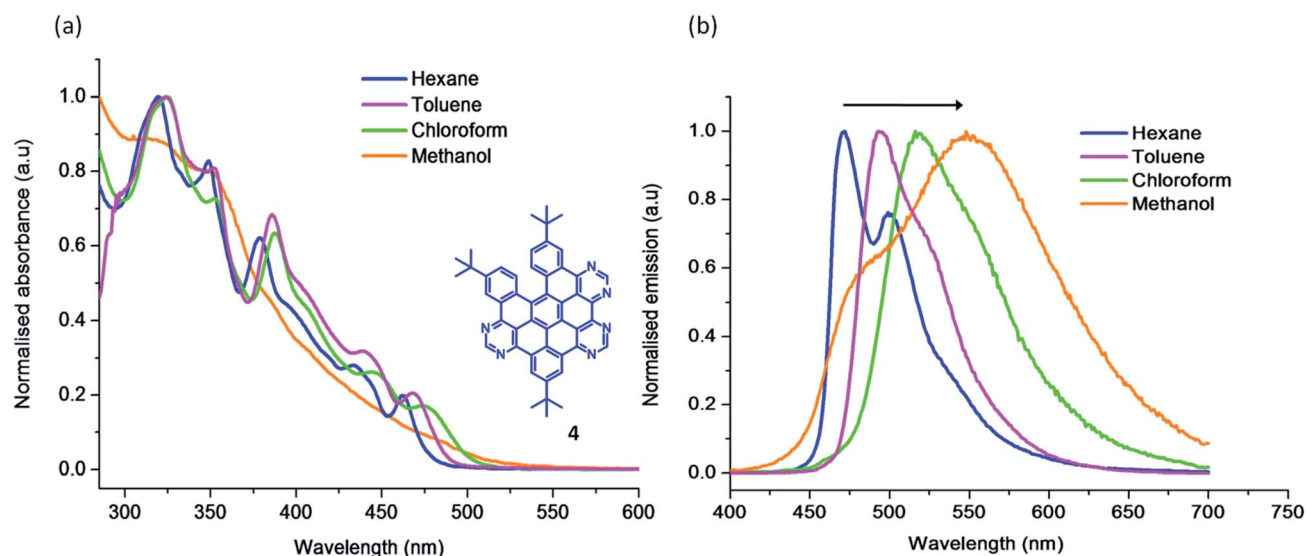 (a)
Hexane
Toluene
Chloroform
Methanol
1.0
0.8
0.6
0.4
0.2
0.0
Normalised absorbance (a.u)
N
N
N
N
N
N
4
300
350
400
450
500
550
600
Wavelength (nm)
(b)
Hexane
Toluene
Chloroform
Methanol
1.0
0.8
0.6
0.4
0.2
0.0
Normalised emission (a.u)
400
450
500
550
600
650
700
750
Wavelength (nm)